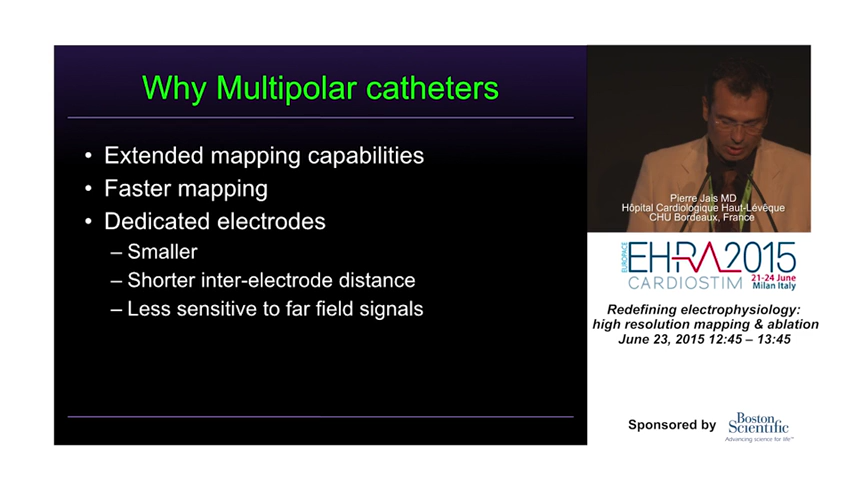 Why Multipolar catheters
• Extended mapping capabilities
• Faster mapping
• Dedicated electrodes
– Smaller
– Shorter inter-electrode distance
– Less sensitive to far field signals
Pierre Jais MD
Hôpital Cardiologique Haut-Lévêque
CHU Bordeaux, France
EUROPACE
EHRA2015
CARDIOSTIM
21-24 June
Milan Italy
Redefining electrophysiology:
high resolution mapping & ablation
June 23, 2015 12:45 – 13:45
Sponsored by
Boston
Scientific
Advancing science for life™